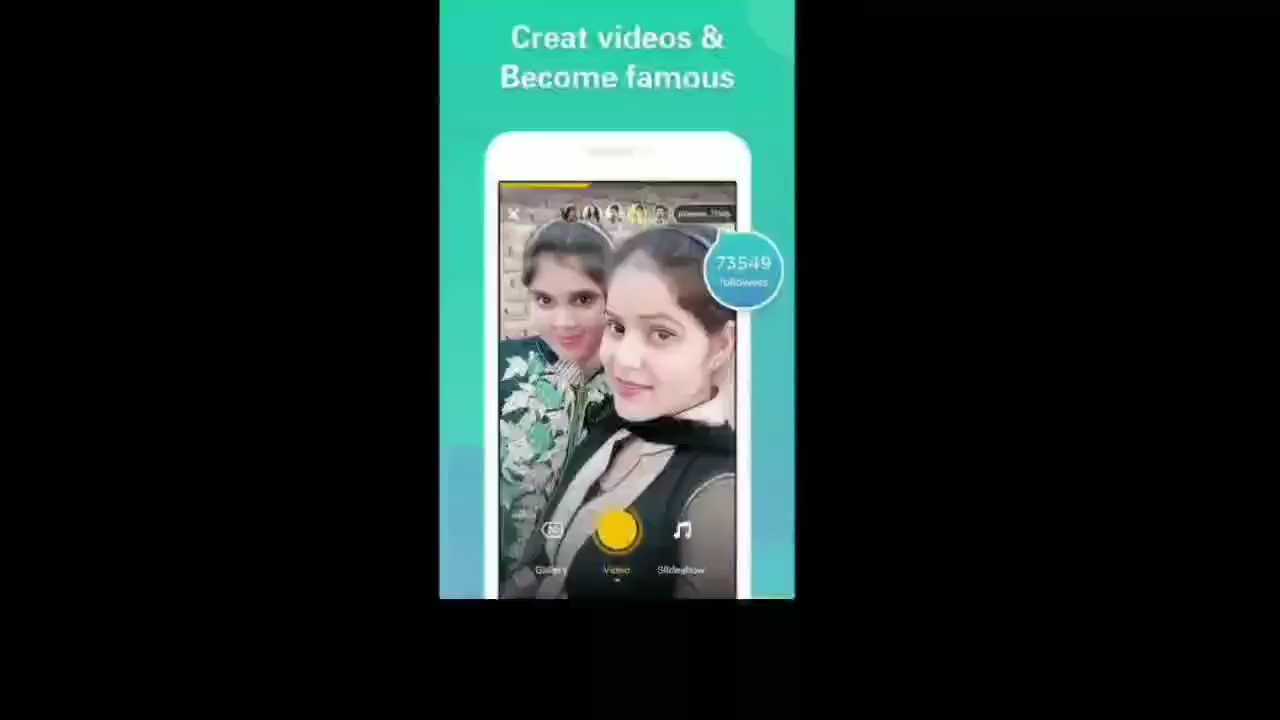 Creat videos &
Become famous
73549
followers
Gallery
Video
Slideshow